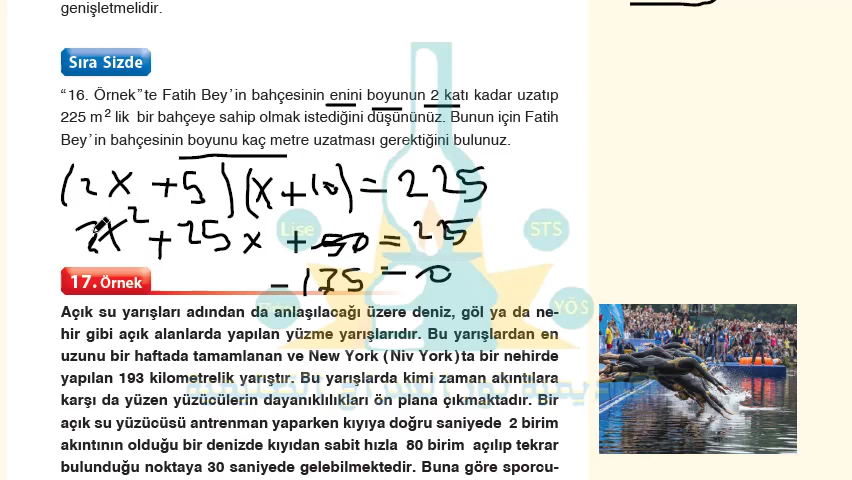 genişletmelidir.
Sıra Sizde
“16. Örnek”te Fatih Bey’in bahçesinin enini boyunun 2 katı kadar uzatıp
225 m² lik bir bahçeye sahip olmak istediğini düşününüz. Bunun için Fatih
Bey’in bahçesinin boyunu kaç metre uzatması gerektiğini bulunuz.
(2x + 5)(x + 10) = 225
2x² + 25x + 50 = 225
- 175 = 0
Lise
STS
YÖS
17. Örnek
Açık su yarışları adından da anlaşılacağı üzere deniz, göl ya da ne-
hir gibi açık alanlarda yapılan yüzme yarışlarıdır. Bu yarışlardan en
uzunu bir haftada tamamlanan ve New York (Niv York)ta bir nehirde
yapılan 193 kilometrelik yarıştır. Bu yarışlarda kimi zaman akıntılara
karşı da yüzen yüzücülerin dayanıklılıkları ön plana çıkmaktadır. Bir
açık su yüzücüsü antrenman yaparken kıyıya doğru saniyede 2 birim
akıntının olduğu bir denizde kıyıdan sabit hızla 80 birim açılıp tekrar
bulunduğu noktaya 30 saniyede gelebilmektedir. Buna göre sporcu-